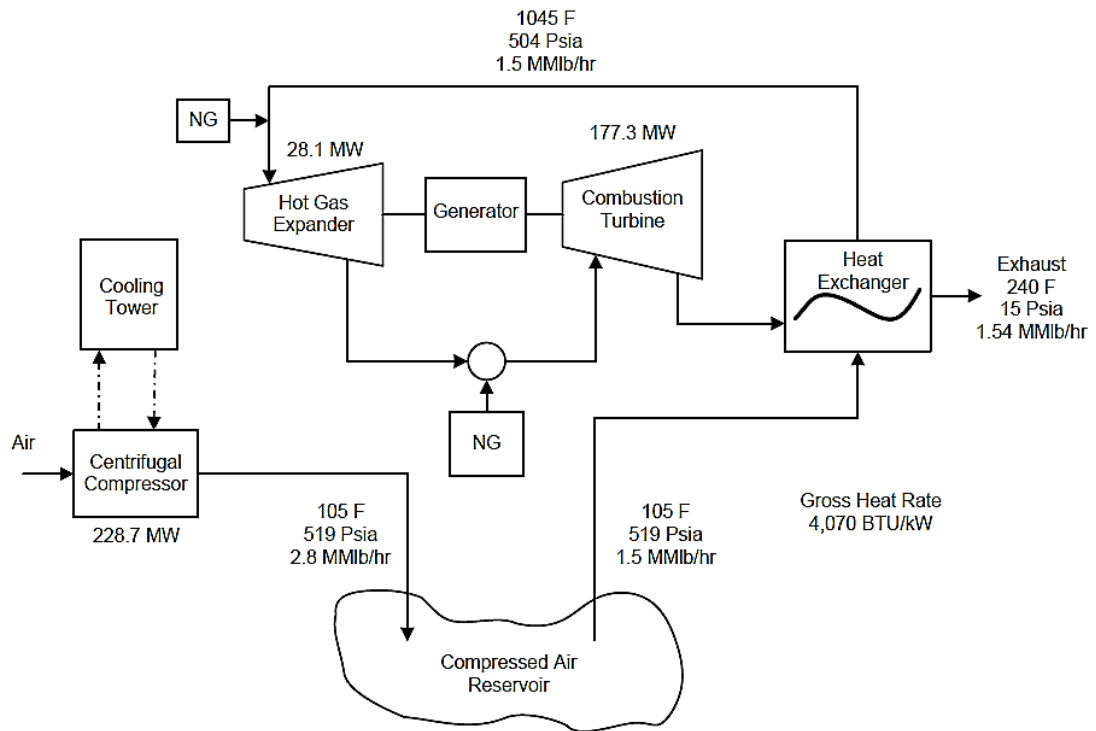 1045 F
504 Psia
1.5 MMlb/hr
NG
28.1 MW
177.3 MW
Hot Gas
Expander
Generator
Combustion
Turbine
Cooling
Tower
Heat
Exchanger
Exhaust
240 F
15 Psia
1.54 MMlb/hr
NG
Air
Centrifugal
Compressor
228.7 MW
105 F
519 Psia
2.8 MMlb/hr
105 F
519 Psia
1.5 MMlb/hr
Gross Heat Rate
4,070 BTU/kW
Compressed Air
Reservoir